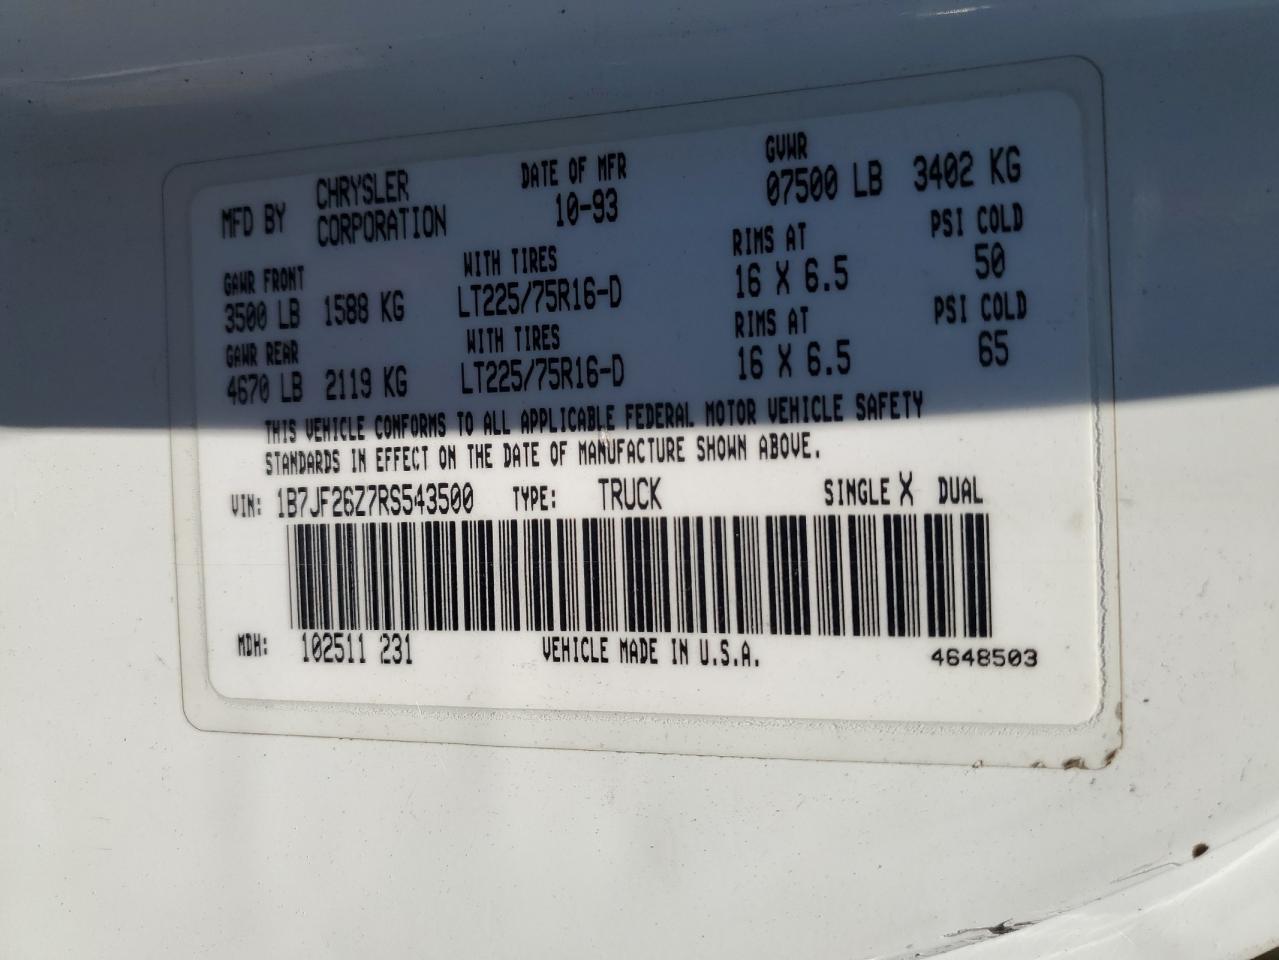 MFD BY CHRYSLER CORPORATION DATE OF MFR 10-93 GVWR 07500 LB 3402 KG
GAWR FRONT WITH TIRES RIMS AT PSI COLD
3500 LB 1588 KG LT225/75R16-D 16 X 6.5 50
GAWR REAR WITH TIRES RIMS AT PSI COLD
4670 LB 2119 KG LT225/75R16-D 16 X 6.5 65
THIS VEHICLE CONFORMS TO ALL APPLICABLE FEDERAL MOTOR VEHICLE SAFETY
STANDARDS IN EFFECT ON THE DATE OF MANUFACTURE SHOWN ABOVE.
VIN: 1B7JF26Z7RS543500 TYPE: TRUCK SINGLE X DUAL
MDH: 102511 231 VEHICLE MADE IN U.S.A. 4648503